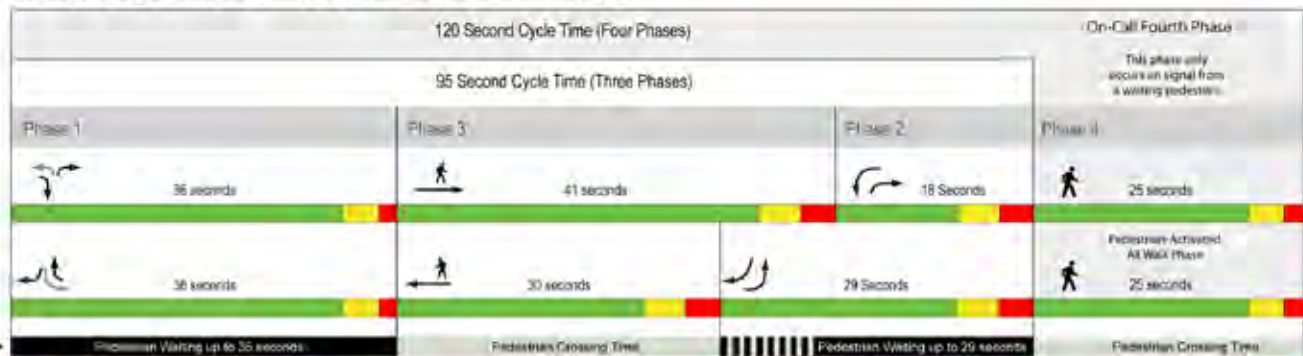 120 Second Cycle Time (Four Phases)
On-Call Fourth Phase
This phase only
occurs on signal from
a waiting pedestrian
95 Second Cycle Time (Three Phases)
Phase 1
Phase 3
Phase 2
Phase 4
36 seconds
41 seconds
18 Seconds
25 seconds
36 seconds
30 seconds
29 Seconds
Pedestrian Activated
All Walk Phase
25 seconds
Pedestrian Waiting up to 36 seconds
Pedestrian Crossing Time
Pedestrian Waiting up to 29 seconds
Pedestrian Crossing Time